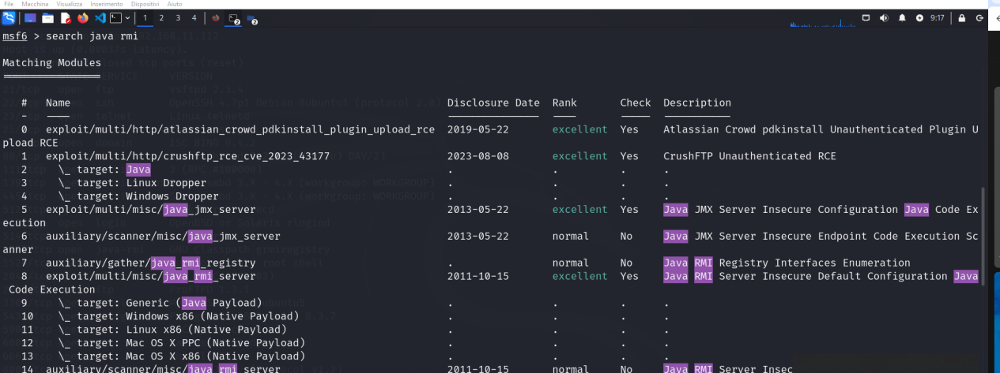 File Macchina Visualizza Inserimento Dispositivi Aiuto
1 2 3 4 9:17
msf6 > search java rmi
Matching Modules
================
# Name Disclosure Date Rank Check Description
- ---- --------------- ---- ----- -----------
0 exploit/multi/http/atlassian_crowd_pdkinstall_plugin_upload_rce 2019-05-22 excellent Yes Atlassian Crowd pdkinstall Unauthenticated Plugin U
pload RCE
1 exploit/multi/http/crushftp_rce_cve_2023_43177 2023-08-08 excellent Yes CrushFTP Unauthenticated RCE
2 \_ target: Java . . . .
3 \_ target: Linux Dropper . . . .
4 \_ target: Windows Dropper . . . .
5 exploit/multi/misc/java_jmx_server 2013-05-22 excellent Yes Java JMX Server Insecure Configuration Java Code Ex
ecution
6 auxiliary/scanner/misc/java_jmx_server 2013-05-22 normal No Java JMX Server Insecure Endpoint Code Execution Sc
anner
7 auxiliary/gather/java_rmi_registry . normal No Java RMI Registry Interfaces Enumeration
8 exploit/multi/misc/java_rmi_server 2011-10-15 excellent Yes Java RMI Server Insecure Default Configuration Java
Code Execution
9 \_ target: Generic (Java Payload) . . . .
10 \_ target: Windows x86 (Native Payload) . . . .
11 \_ target: Linux x86 (Native Payload) . . . .
12 \_ target: Mac OS X PPC (Native Payload) . . . .
13 \_ target: Mac OS X x86 (Native Payload) . . . .
14 auxiliary/scanner/misc/java_rmi_server 2011-10-15 normal No Java RMI Server Insec